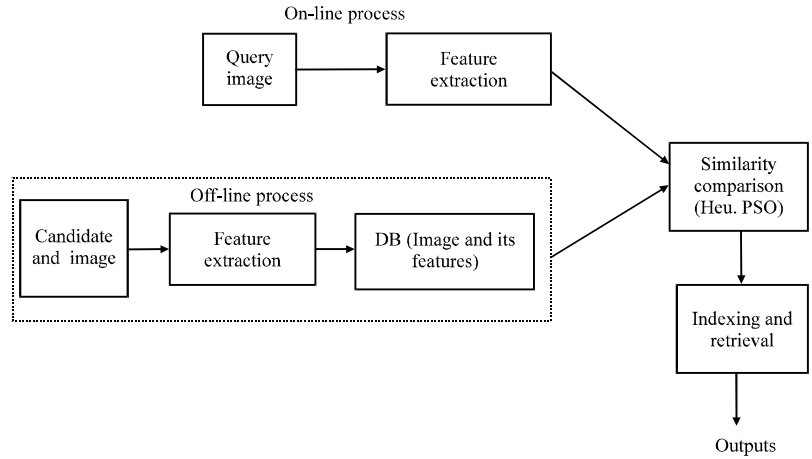 On-line process
Query
image
Feature
extraction
Off-line process
Candidate
and image
Feature
extraction
DB (Image and its
features)
Similarity
comparison
(Heu. PSO)
Indexing and
retrieval
Outputs